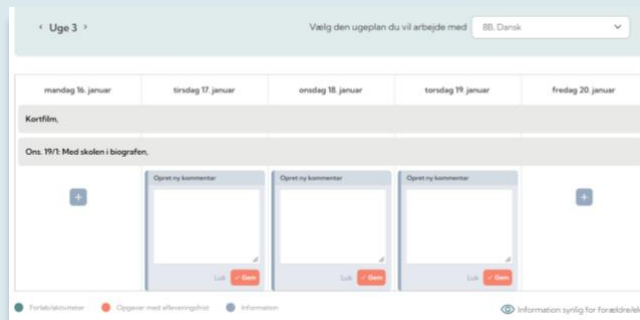 Uge 3
Vælg den ugeplan du vil arbejde med
8B, Dansk
mandag 16. januar
tirsdag 17. januar
onsdag 18. januar
torsdag 19. januar
fredag 20. januar
Kortfilm,
Ons. 19/1: Med skolen i biografen,
Opret ny kommentar
Opret ny kommentar
Opret ny kommentar
Luk ✓ Gem
Luk ✓ Gem
Luk ✓ Gem
Forløb/aktiviteter
Opgaver med afleveringsfrist
Information
Information synlig for forældre/el